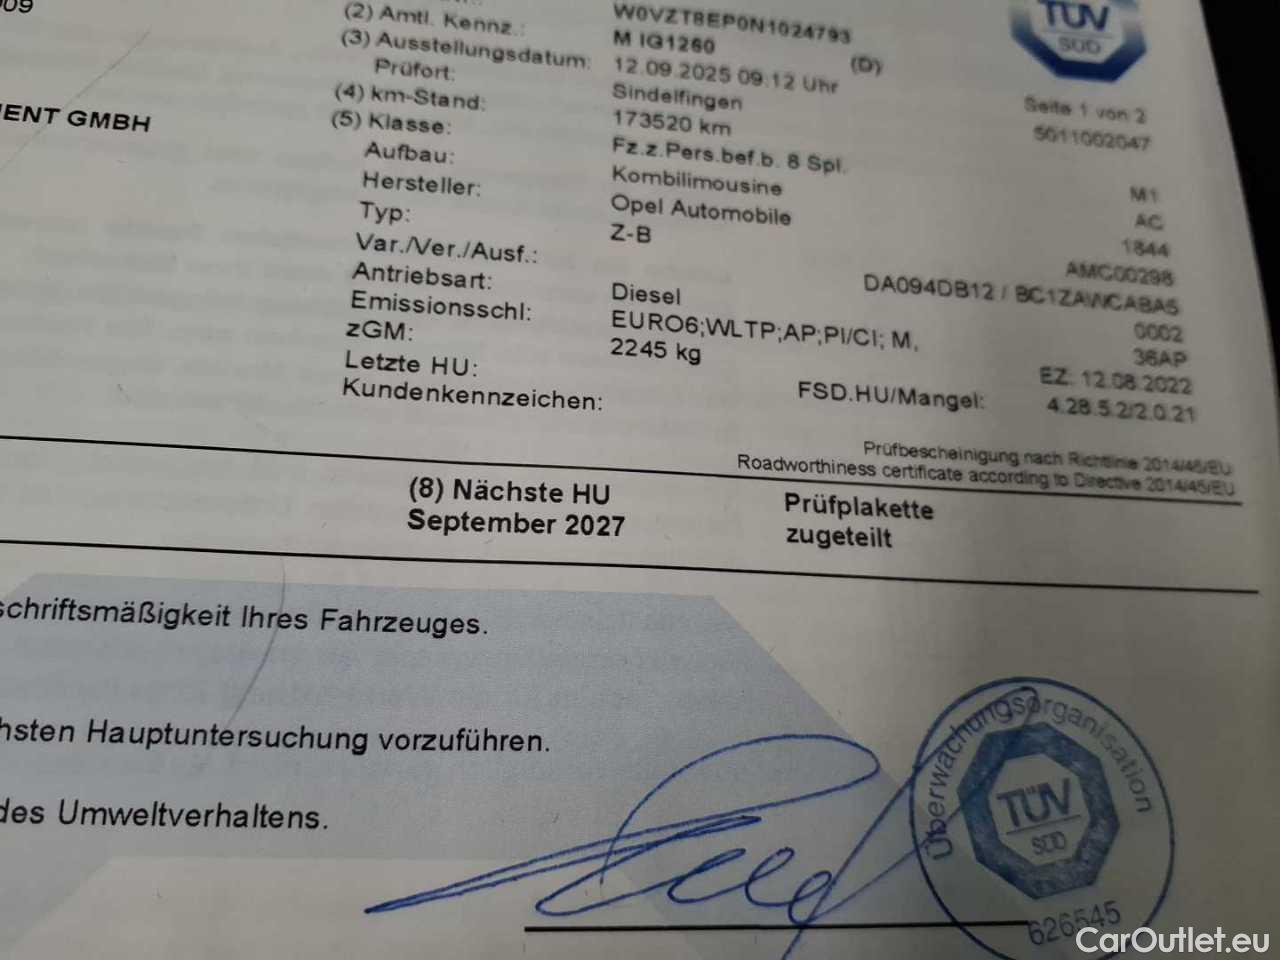 009
W0VZT8EP0N1024793
(2) Amtl. Kennz.: M IG1260 (D)
(3) Ausstellungsdatum: 12.09.2025 09:12 Uhr
Prüfort: Sindelfingen
(4) km-Stand: 173520 km
(5) Klasse: Fz.z.Pers.bef.b. 8 Spl. M1
Aufbau: Kombilimousine AC
Hersteller: Opel Automobile 1844
Typ: Z-B AMC00298
Var./Ver./Ausf.: DA094DB12 / BC1ZAWCABA5
Antriebsart: Diesel 0002
Emissionsschl: EURO6;WLTP;AP;PI/CI; M, 36AP
zGM: 2245 kg EZ: 12.08.2022
Letzte HU: FSD.HU/Mangel: 4.28.5.2/2.0.21
Kundenkennzeichen:
TÜV
SÜD
Seite 1 von 2
5011002047
MENT GMBH
Prüfbescheinigung nach Richtlinie 2014/45/EU
Roadworthiness certificate according to Directive 2014/45/EU
(8) Nächste HU
September 2027
Prüfplakette
zugeteilt
schriftsmäßigkeit Ihres Fahrzeuges.
hsten Hauptuntersuchung vorzuführen.
des Umweltverhaltens.
Überwachungsorganisation
TÜV
SÜD
626545
CarOutlet.eu